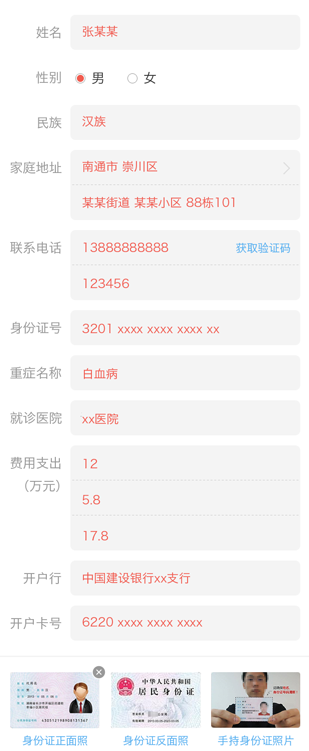 姓名
张某某
性别
男
女
民族
汉族
家庭地址
南通市 崇川区
某某街道 某某小区 88栋101
联系电话
13888888888
获取验证码
123456
身份证号
3201 xxxx xxxx xxxx xx
重症名称
白血病
就诊医院
xx医院
费用支出
(万元)
12
5.8
17.8
开户行
中国建设银行xx支行
开户卡号
6220 xxxx xxxx xxxx
中华人民共和国
居民身份证
身份证正面照
身份证反面照
手持身份证照片